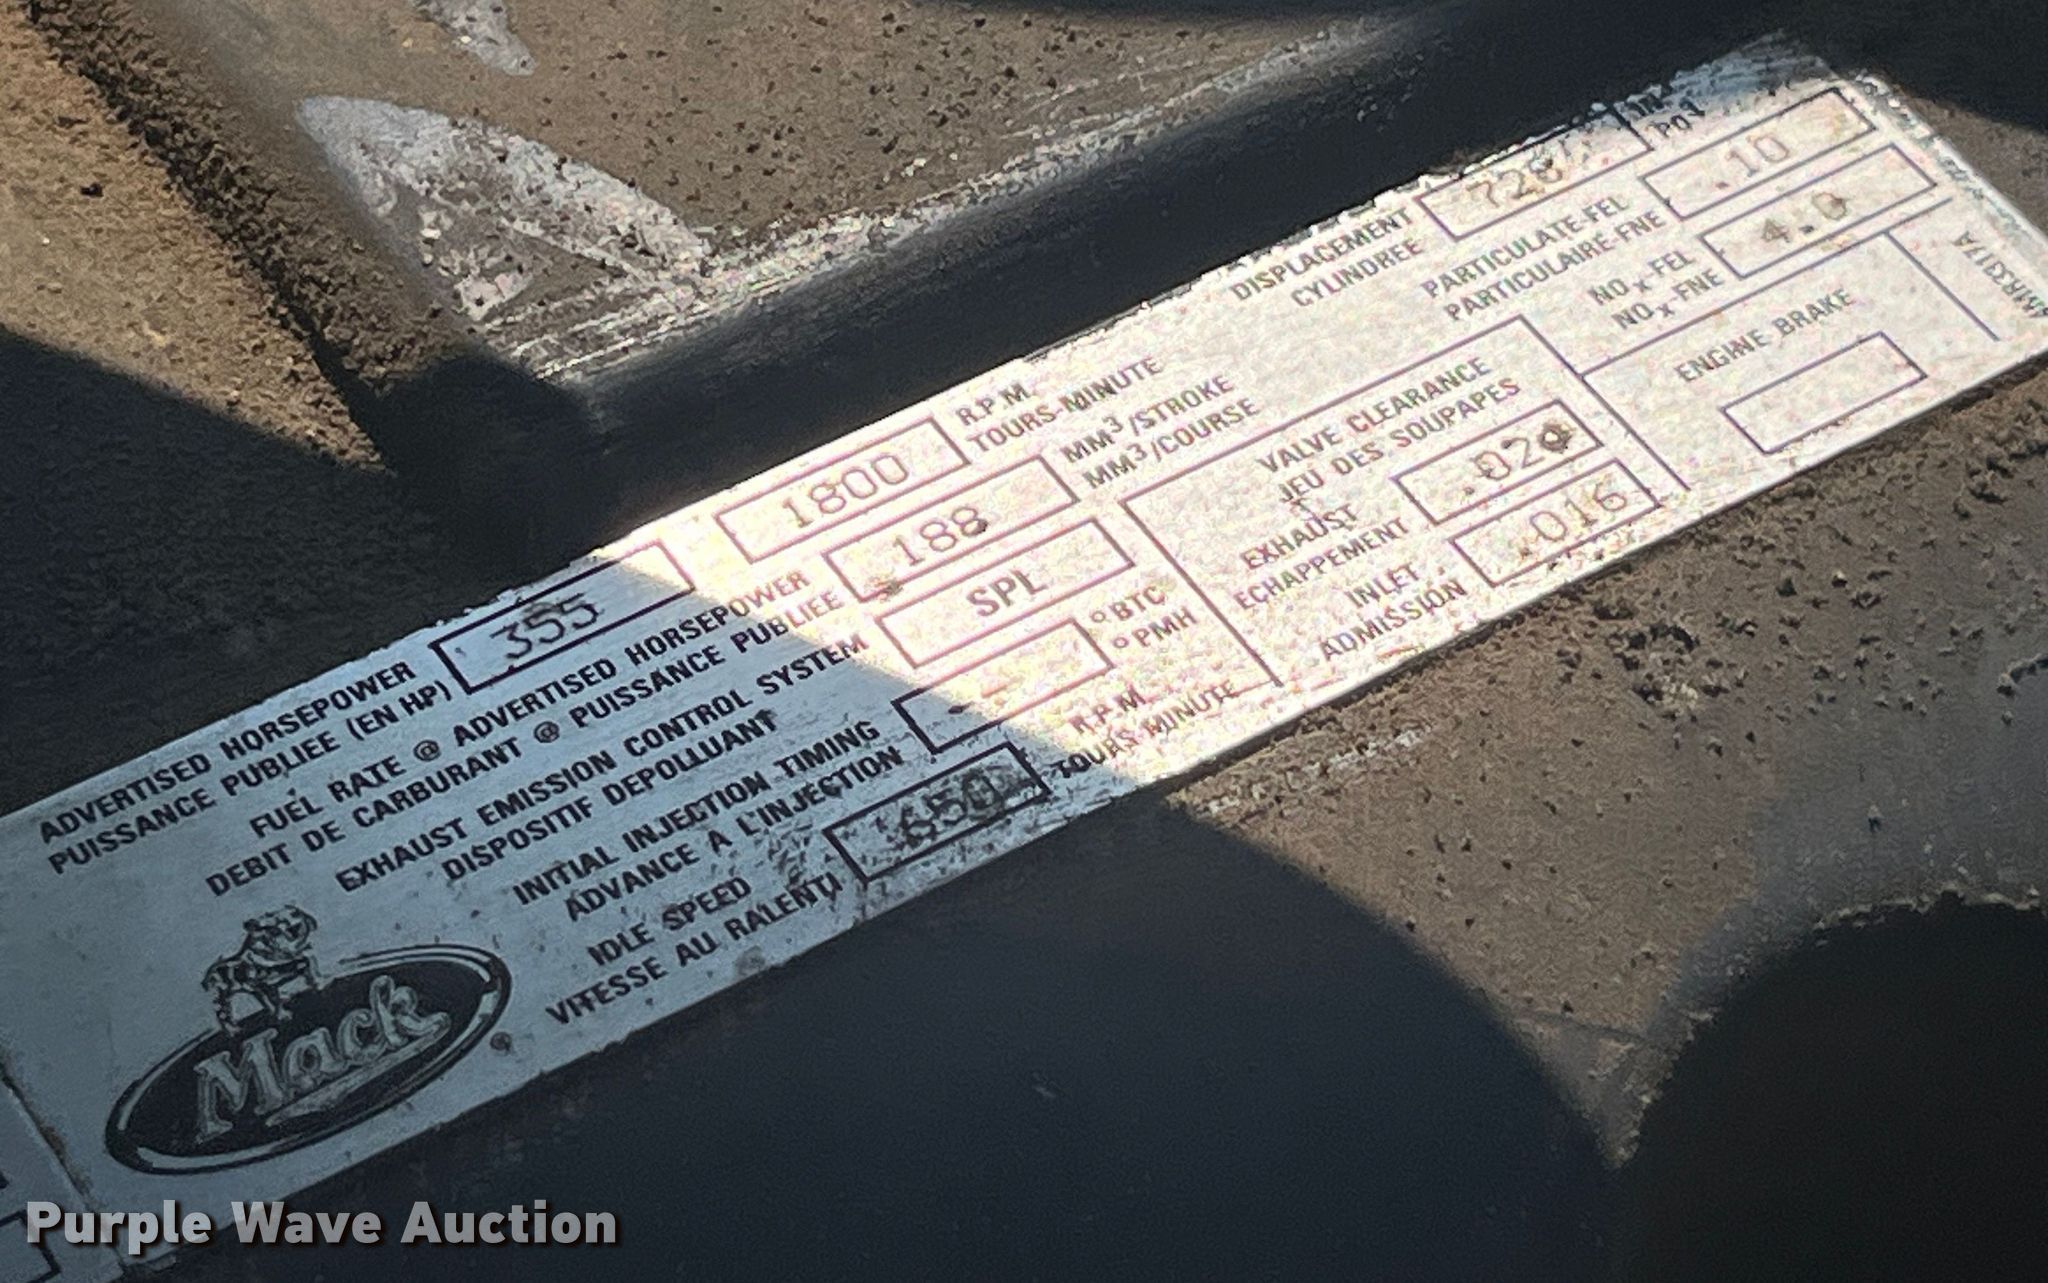 ADVERTISED HORSEPOWER 355 1800 R.P.M.
PUISSANCE PUBLIEE (EN HP) TOURS-MINUTE
FUEL RATE @ ADVERTISED HORSEPOWER 188 MM³/STROKE
DEBIT DE CARBURANT @ PUISSANCE PUBLIEE MM³/COURSE
EXHAUST EMISSION CONTROL SYSTEM SPL
DISPOSITIF DEPOLLUANT
INITIAL INJECTION TIMING °BTC
ADVANCE A L'INJECTION °PMH
IDLE SPEED 650 R.P.M.
VITESSE AU RALENTI TOURS-MINUTE
DISPLACEMENT 728
CYLINDREE
PARTICULATE-FEL .10
PARTICULAIRE-FNE
NOx-FEL 4.0
NOx-FNE
VALVE CLEARANCE
JEU DES SOUPAPES
EXHAUST
ECHAPPEMENT
INLET .016
ADMISSION
ENGINE BRAKE
Mack
Purple Wave Auction